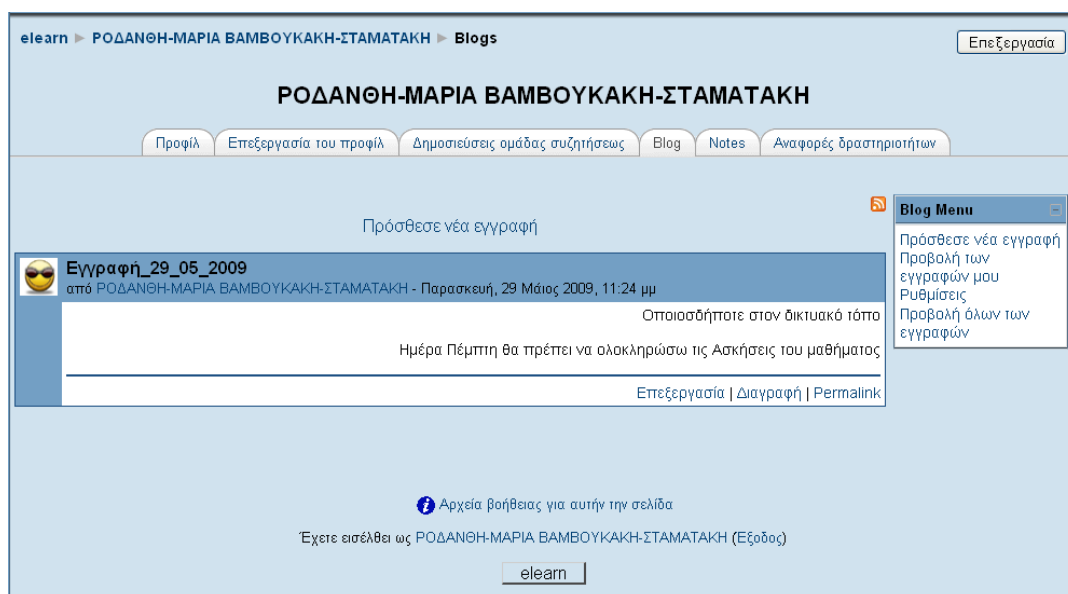 elearn ► ΡΟΔΑΝΘΗ-ΜΑΡΙΑ ΒΑΜΒΟΥΚΑΚΗ-ΣΤΑΜΑΤΑΚΗ ► Blogs
Επεξεργασία
ΡΟΔΑΝΘΗ-ΜΑΡΙΑ ΒΑΜΒΟΥΚΑΚΗ-ΣΤΑΜΑΤΑΚΗ
Προφίλ Επεξεργασία του προφίλ Δημοσιεύσεις ομάδας συζητήσεως Blog Notes Αναφορές δραστηριοτήτων
Πρόσθεσε νέα εγγραφή
Εγγραφή_29_05_2009
από ΡΟΔΑΝΘΗ-ΜΑΡΙΑ ΒΑΜΒΟΥΚΑΚΗ-ΣΤΑΜΑΤΑΚΗ - Παρασκευή, 29 Μάιος 2009, 11:24 μμ
Οποιοσδήποτε στον δικτυακό τόπο
Ημέρα Πέμπτη θα πρέπει να ολοκληρώσω τις Ασκήσεις του μαθήματος
Επεξεργασία | Διαγραφή | Permalink
Blog Menu
Πρόσθεσε νέα εγγραφή
Προβολή των
εγγραφών μου
Ρυθμίσεις
Προβολή όλων των
εγγραφών
Αρχεία βοήθειας για αυτήν την σελίδα
Έχετε εισέλθει ως ΡΟΔΑΝΘΗ-ΜΑΡΙΑ ΒΑΜΒΟΥΚΑΚΗ-ΣΤΑΜΑΤΑΚΗ (Έξοδος)
elearn